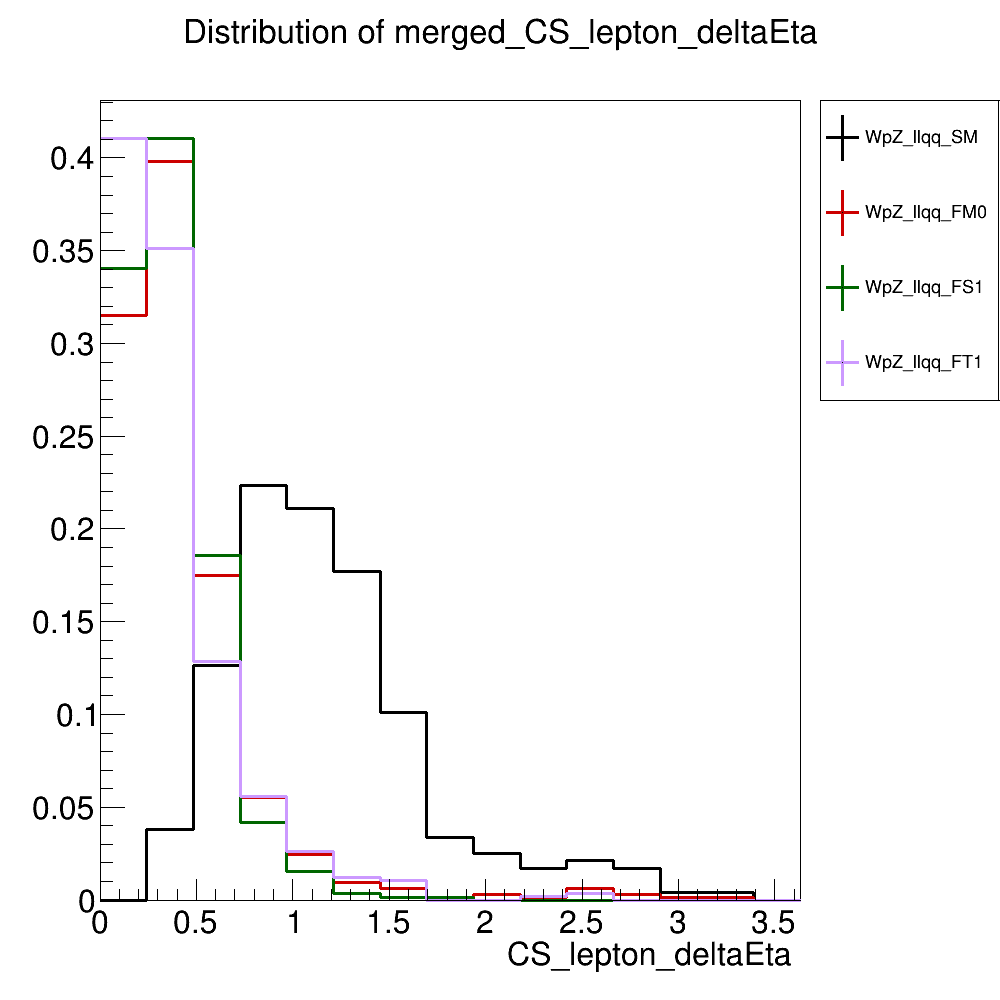 Distribution of merged_CS_lepton_deltaEta
WpZ_llqq_SM
WpZ_llqq_FM0
WpZ_llqq_FS1
WpZ_llqq_FT1
0.4
0.35
0.3
0.25
0.2
0.15
0.1
0.05
0
0 0.5 1 1.5 2 2.5 3 3.5
CS_lepton_deltaEta